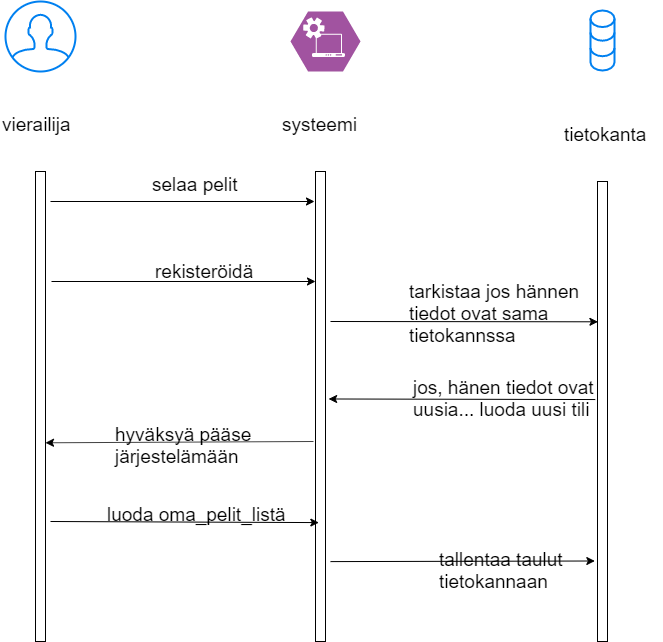 vierailija
systeemi
tietokanta
selaa pelit
rekisteröidä
tarkistaa jos hännen
tiedot ovat sama
tietokannssa
jos, hänen tiedot ovat
uusia... luoda uusi tili
hyväksyä pääse
järjestelämään
luoda oma_pelit_listä
tallentaa taulut
tietokannaan